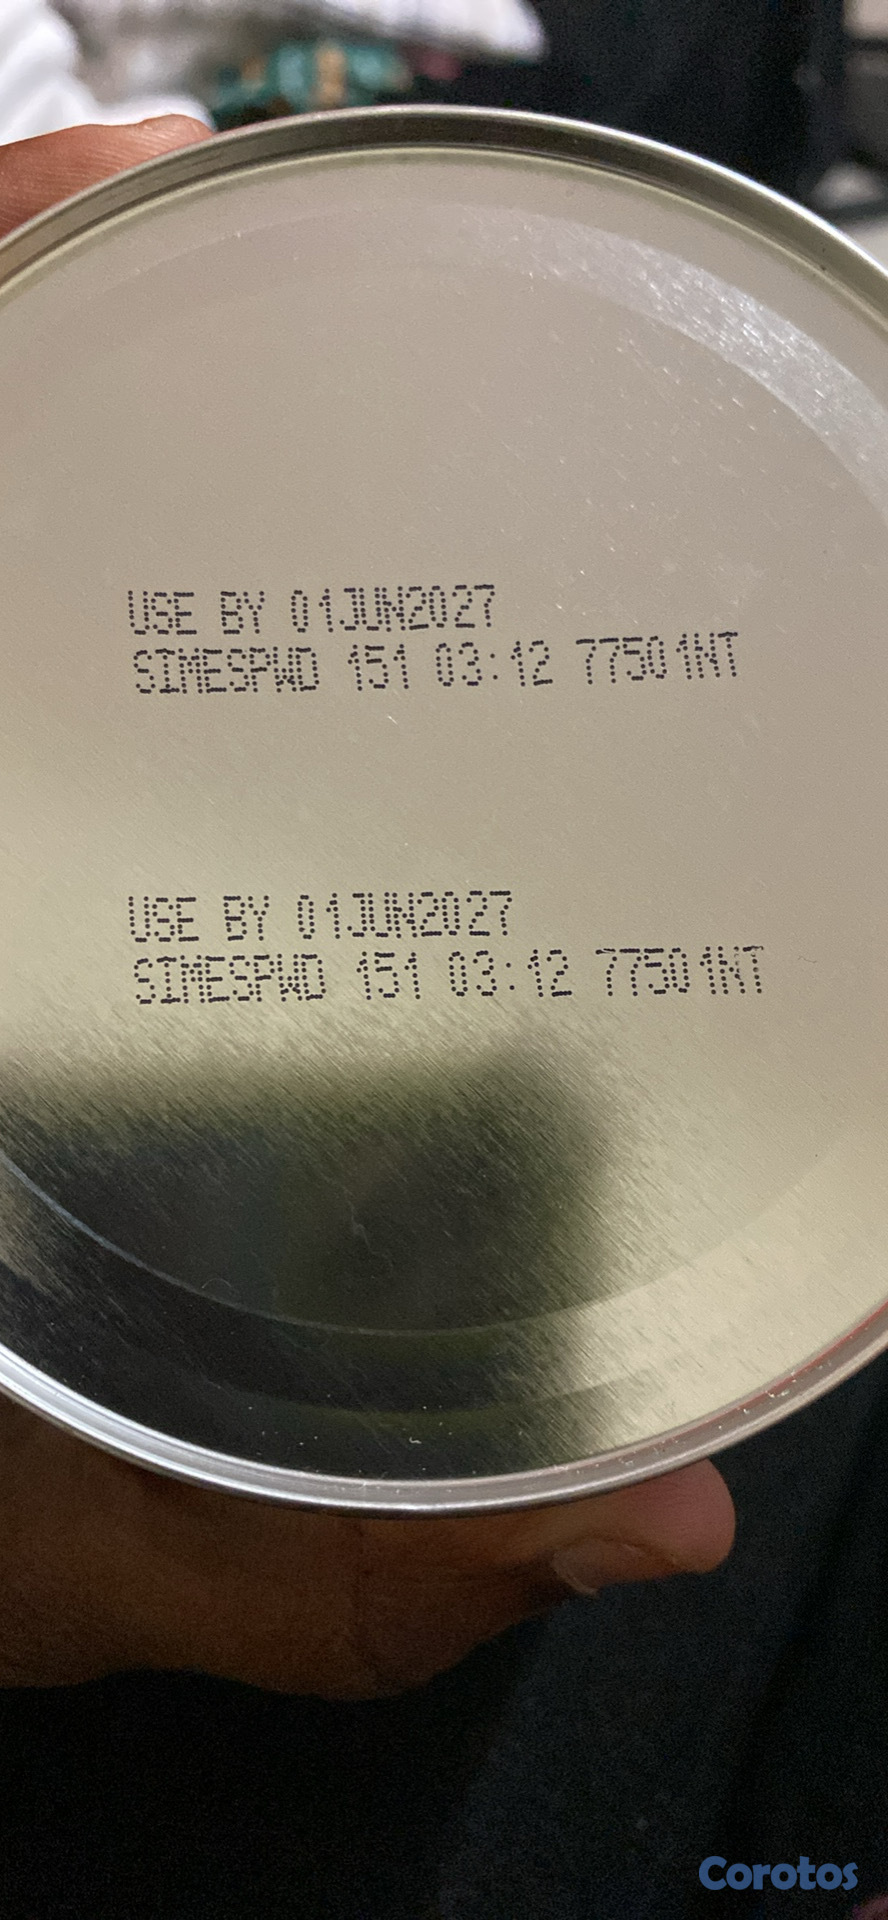 USE BY 01JUN2027
SIMESPWD 151 03:12 77501NT
USE BY 01JUN2027
SIMESPWD 151 03:12 77501NT
Corotos